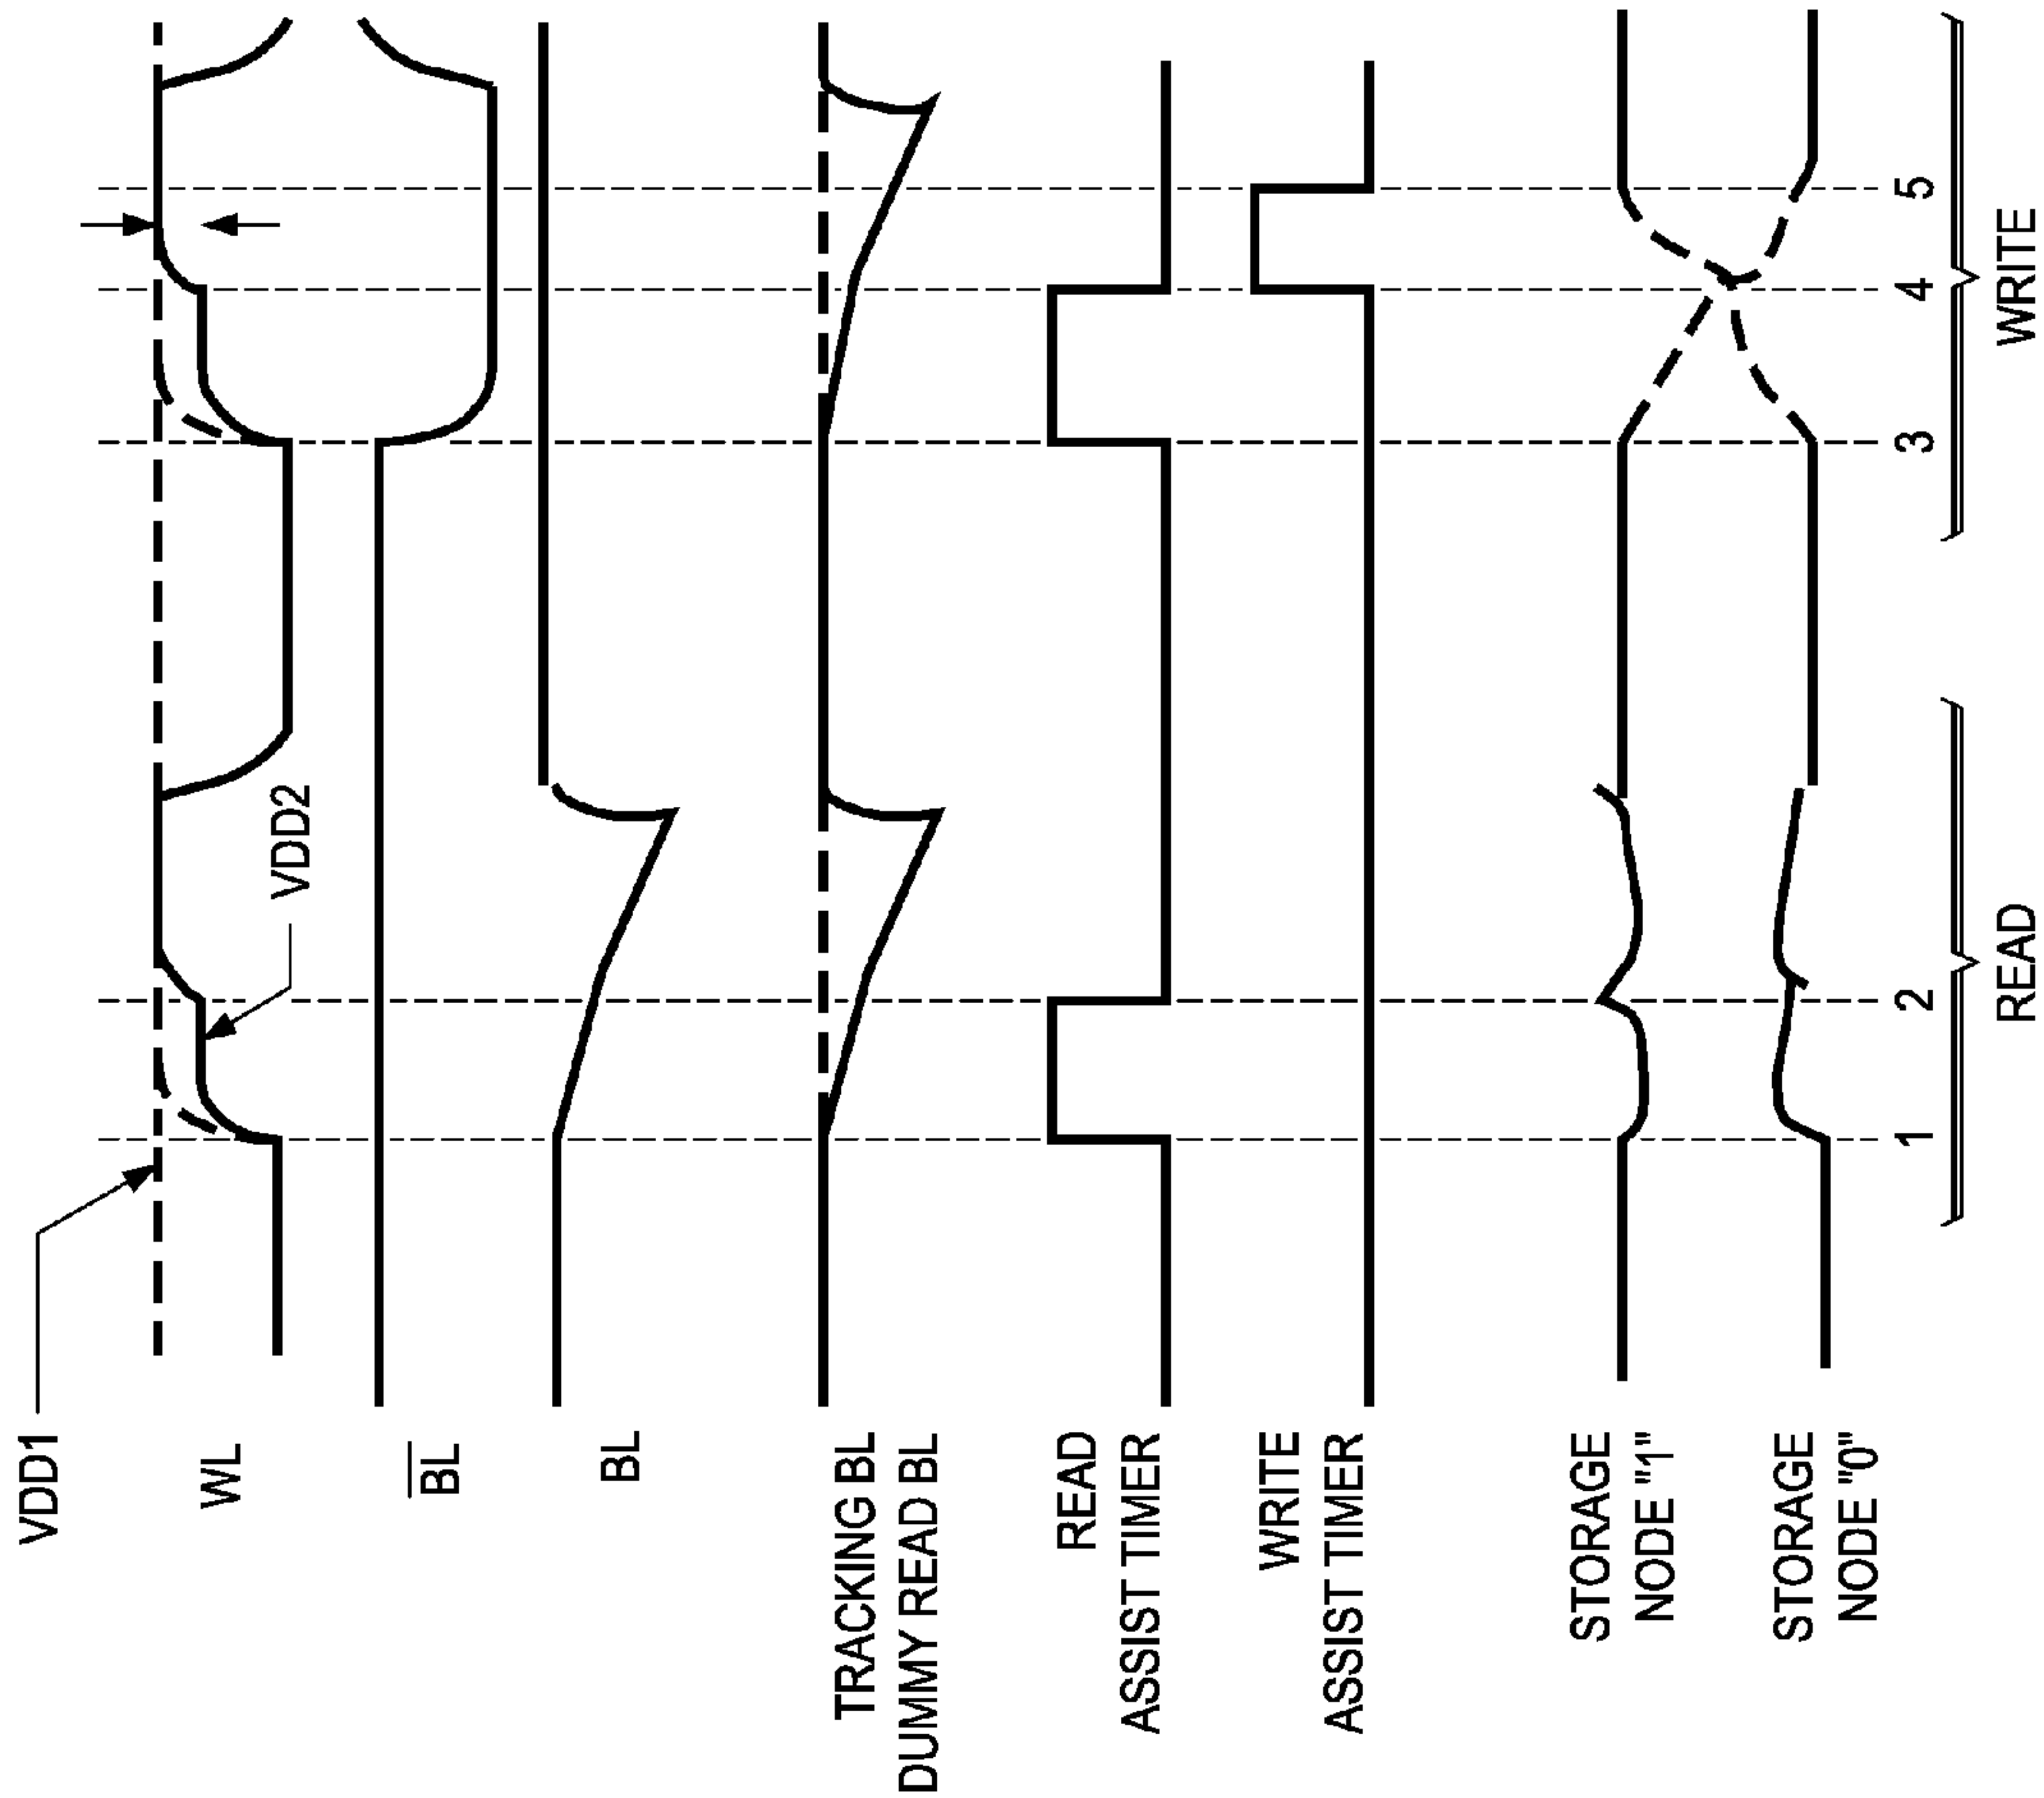 VDD1
WL
VDD2
BL
BL
TRACKING BL
DUMMY READ BL
READ
ASSIST TIMER
WRITE
ASSIST TIMER
STORAGE
NODE "1"
STORAGE
NODE "0"
1
2
3
4
5
READ
WRITE